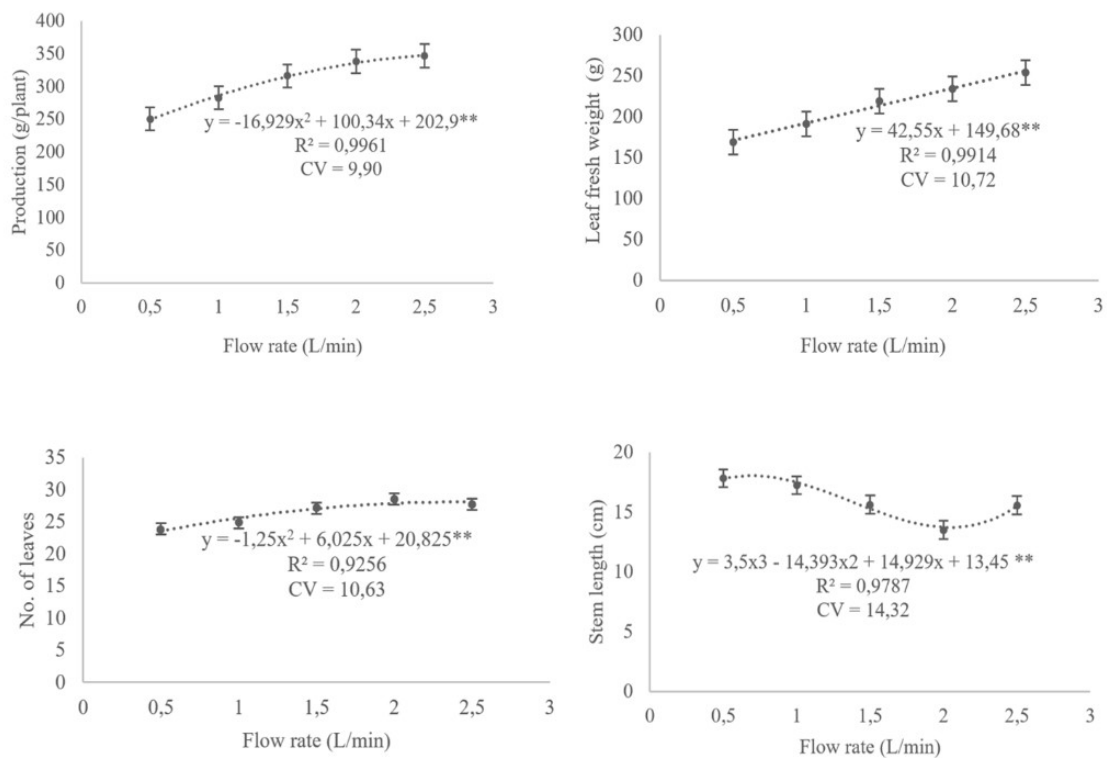 400
350
300
250
200
150
100
50
0
Production (g/plant)
y = -16,929x² + 100,34x + 202,9**
R² = 0,9961
CV = 9,90
0 0,5 1 1,5 2 2,5 3
Flow rate (L/min)
300
250
200
150
100
50
0
Leaf fresh weight (g)
y = 42,55x + 149,68**
R² = 0,9914
CV = 10,72
0 0,5 1 1,5 2 2,5 3
Flow rate (L/min)
35
30
25
20
15
10
5
0
No. of leaves
y = -1,25x² + 6,025x + 20,825**
R² = 0,9256
CV = 10,63
0 0,5 1 1,5 2 2,5 3
Flow rate (L/min)
20
15
10
5
0
Stem length (cm)
y = 3,5x3 - 14,393x2 + 14,929x + 13,45 **
R² = 0,9787
CV = 14,32
0 0,5 1 1,5 2 2,5 3
Flow rate (L/min)